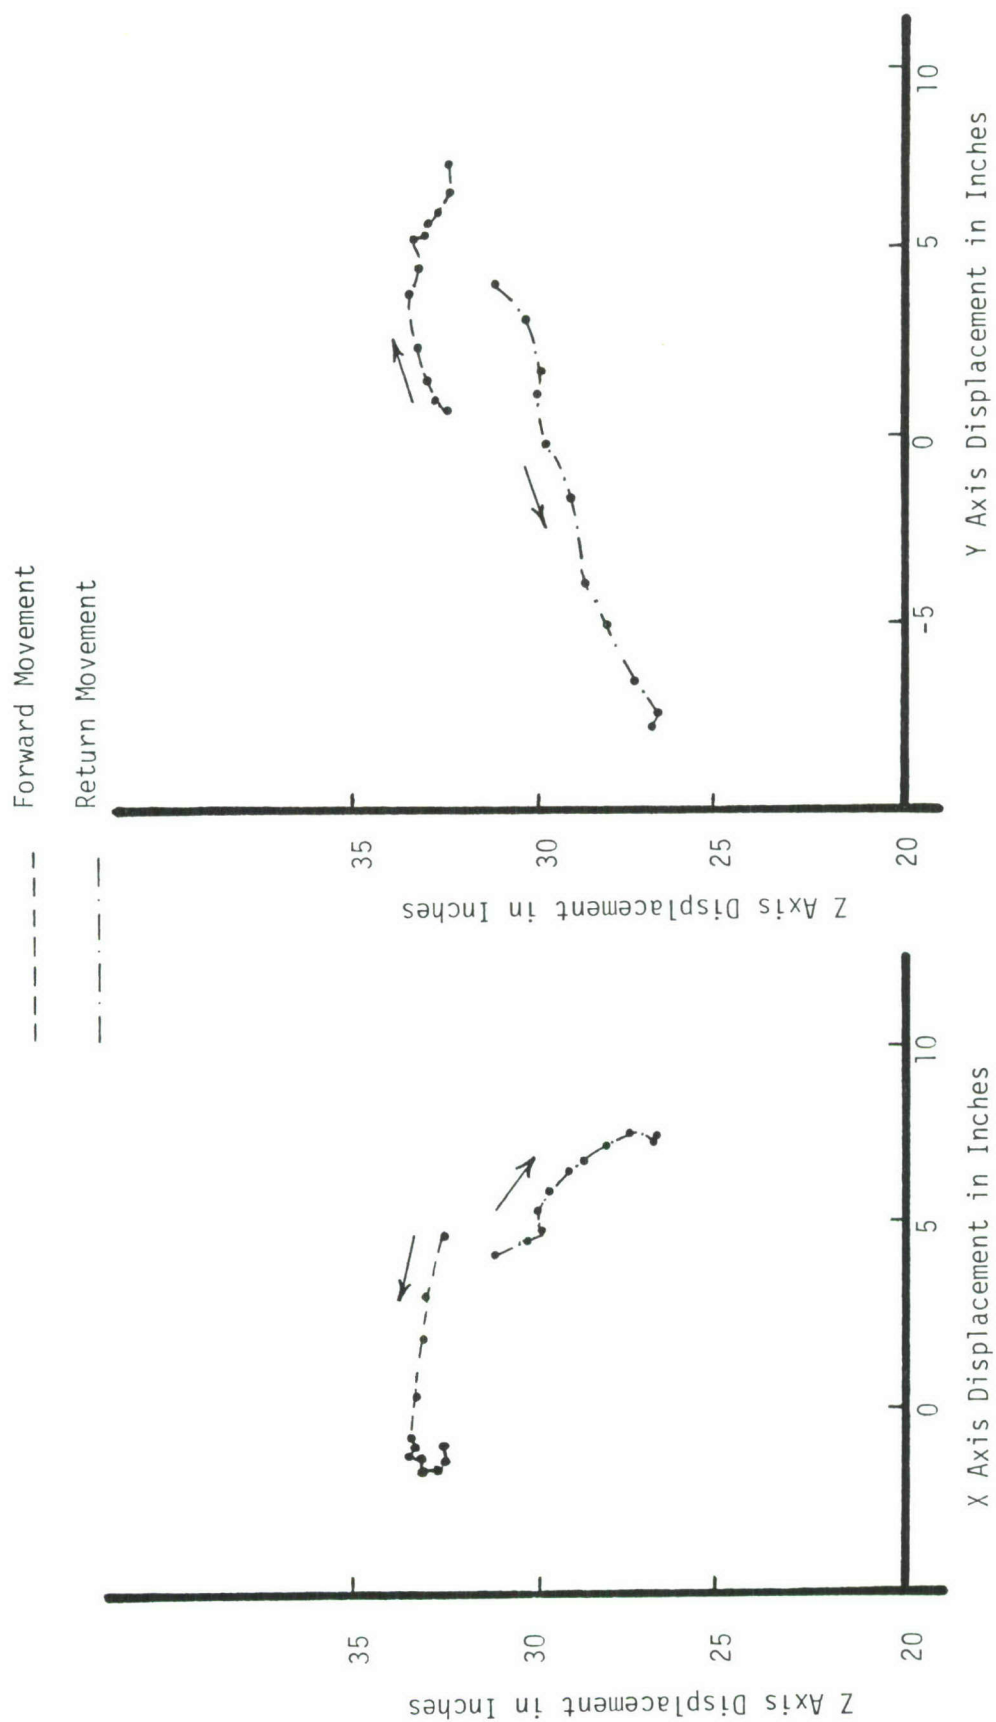 Forward Movement
Return Movement
Z Axis Displacement in Inches
35
30
25
20
0
5
10
X Axis Displacement in Inches
Z Axis Displacement in Inches
35
30
25
20
-5
0
5
10
Y Axis Displacement in Inches